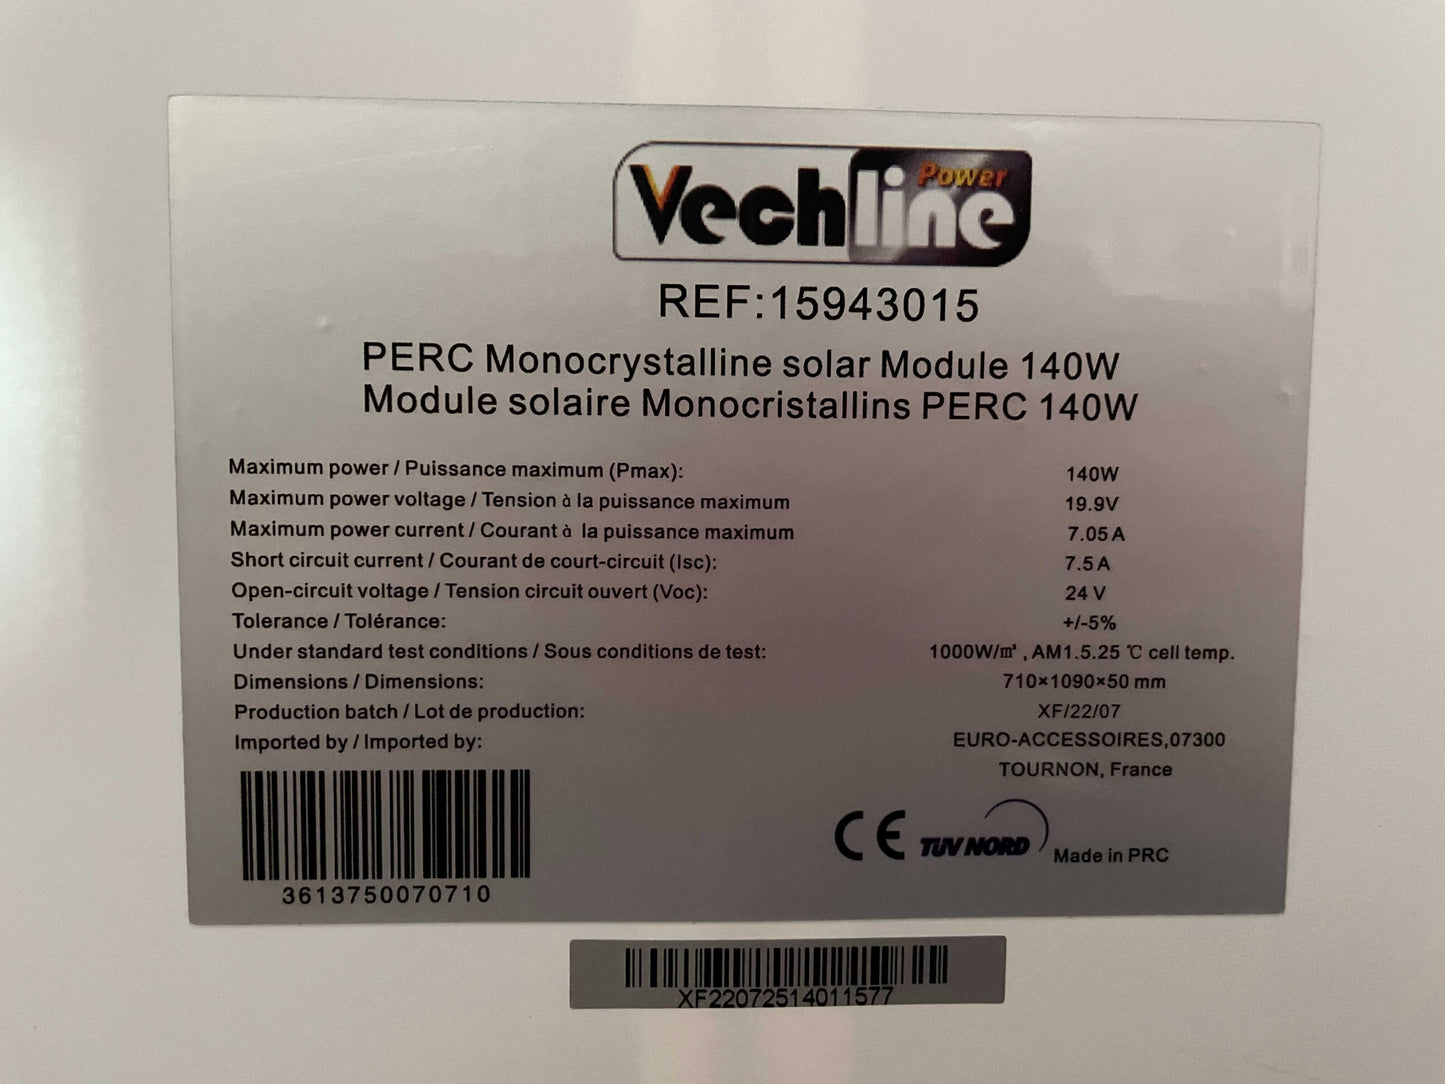 Vechline Power
REF:15943015
PERC Monocrystalline solar Module 140W
Module solaire Monocristallins PERC 140W
Maximum power / Puissance maximum (Pmax): 140W
Maximum power voltage / Tension à la puissance maximum 19.9V
Maximum power current / Courant à la puissance maximum 7.05A
Short circuit current / Courant de court-circuit (Isc): 7.5A
Open-circuit voltage / Tension circuit ouvert (Voc): 24 V
Tolerance / Tolérance: +/-5%
Under standard test conditions / Sous conditions de test: 1000W/㎡, AM1.5.25 ℃ cell temp.
Dimensions / Dimensions: 710×1090×50 mm
Production batch / Lot de production: XF/22/07
Imported by / Imported by: EURO-ACCESSOIRES,07300
TOURNON, France
CE TÜV NORD Made in PRC
3613750070710
XF22072514011577